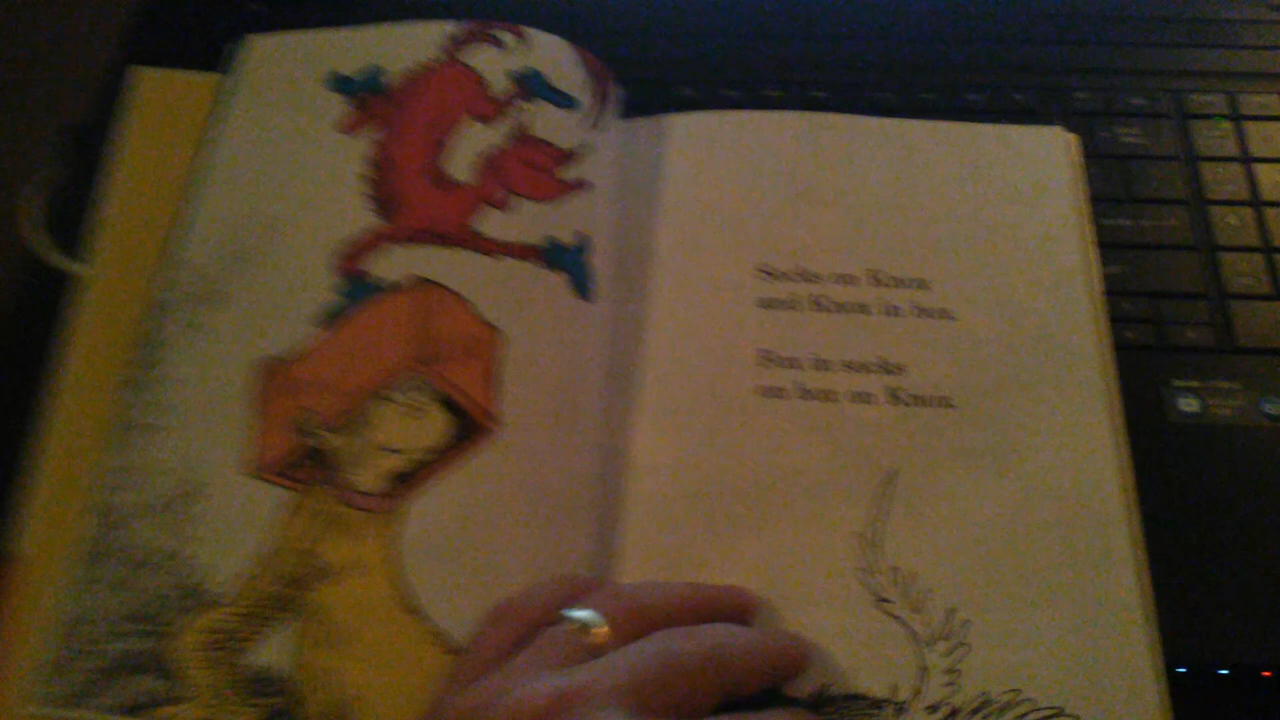 Socks on Knox
and Knox in box.
Fox in socks
on box on Knox.